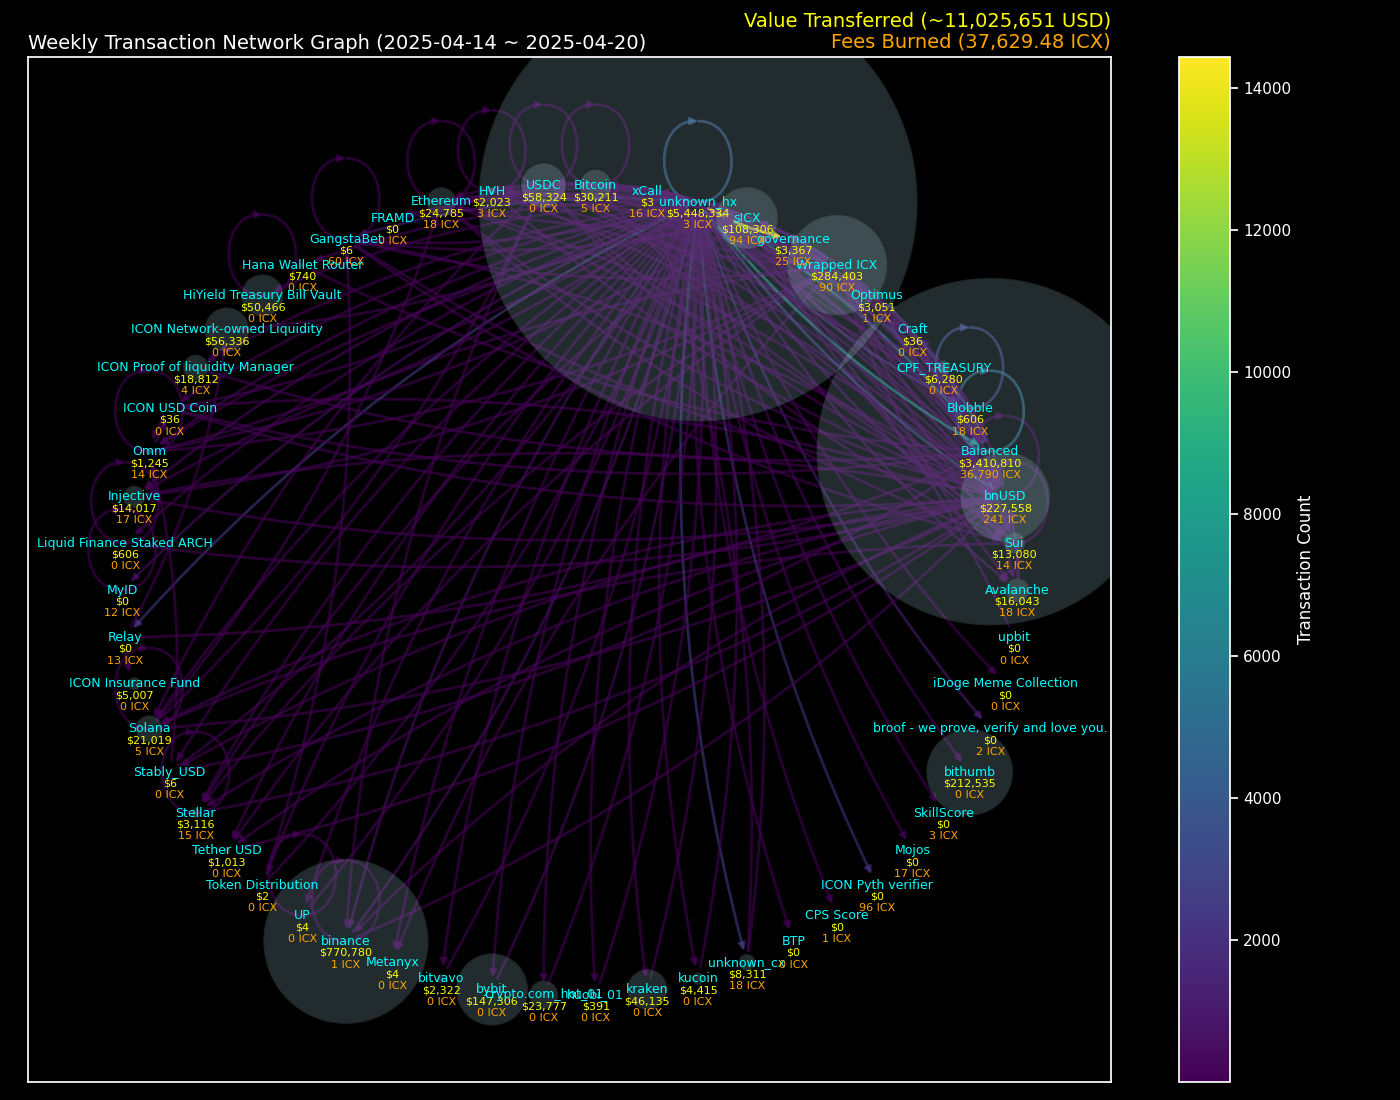 Value Transferred (~11,025,651 USD)
Weekly Transaction Network Graph (2025-04-14 ~ 2025-04-20)
Fees Burned (37,629.48 ICX)
unknown_hx
$5,448,334
3 ICX
xCall
$3
16 ICX
Bitcoin
$30,211
5 ICX
USDC
$58,324
0 ICX
HVH
$2,023
3 ICX
Ethereum
$24,785
18 ICX
FRAMD
$0
0 ICX
GangstaBet
$6
60 ICX
Hana Wallet Router
$740
0 ICX
HiYield Treasury Bill Vault
$50,466
0 ICX
ICON Network-owned Liquidity
$56,336
0 ICX
ICON Proof of liquidity Manager
$18,812
4 ICX
ICON USD Coin
$36
0 ICX
Omm
$1,245
14 ICX
Injective
$14,017
17 ICX
Liquid Finance Staked ARCH
$606
0 ICX
MyID
$0
12 ICX
Relay
$0
13 ICX
ICON Insurance Fund
$5,007
0 ICX
Solana
$21,019
5 ICX
Stably_USD
$6
0 ICX
Stellar
$3,116
15 ICX
Tether USD
$1,013
0 ICX
Token Distribution
$2
0 ICX
UP
$4
0 ICX
binance
$770,780
1 ICX
Metanyx
$4
0 ICX
bitvavo
$2,322
0 ICX
bybit
$147,306
0 ICX
crypto.com_hot_01
$23,777
0 ICX
huobi_01
$391
0 ICX
kraken
$46,135
0 ICX
kucoin
$4,415
0 ICX
unknown_cx
$8,311
18 ICX
BTP
$0
0 ICX
CPS Score
$0
1 ICX
ICON Pyth verifier
$0
96 ICX
Mojos
$0
17 ICX
SkillScore
$0
3 ICX
bithumb
$212,535
0 ICX
broof - we prove, verify and love you.
$0
2 ICX
iDoge Meme Collection
$0
0 ICX
upbit
$0
0 ICX
Avalanche
$16,043
18 ICX
Sui
$13,080
14 ICX
bnUSD
$227,558
241 ICX
Balanced
$3,410,810
36,790 ICX
Blobble
$606
18 ICX
CPF_TREASURY
$6,280
0 ICX
Craft
$36
0 ICX
Optimus
$3,051
1 ICX
Wrapped ICX
$284,403
90 ICX
governance
$3,367
25 ICX
sICX
$108,306
94 ICX
14000
12000
10000
8000
6000
4000
2000
Transaction Count